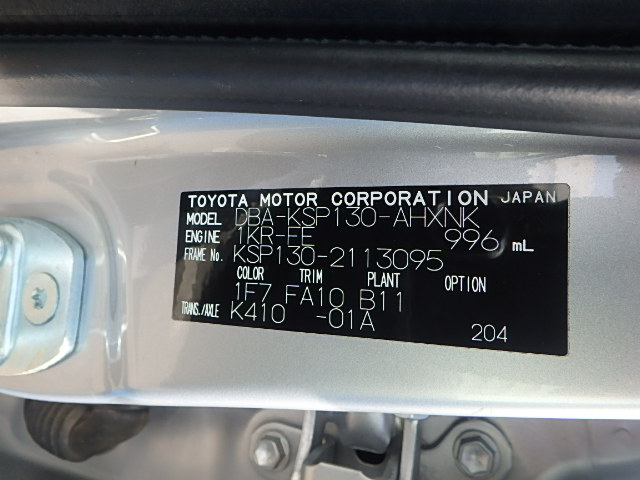 TOYOTA MOTOR CORPORATION JAPAN
MODEL DBA-KSP130-AHXNK
ENGINE 1KR-FE 996 mL
FRAME No. KSP130-2113095
COLOR TRIM PLANT OPTION
1F7 FA10 B11
TRANS./AXLE K410 -01A
204